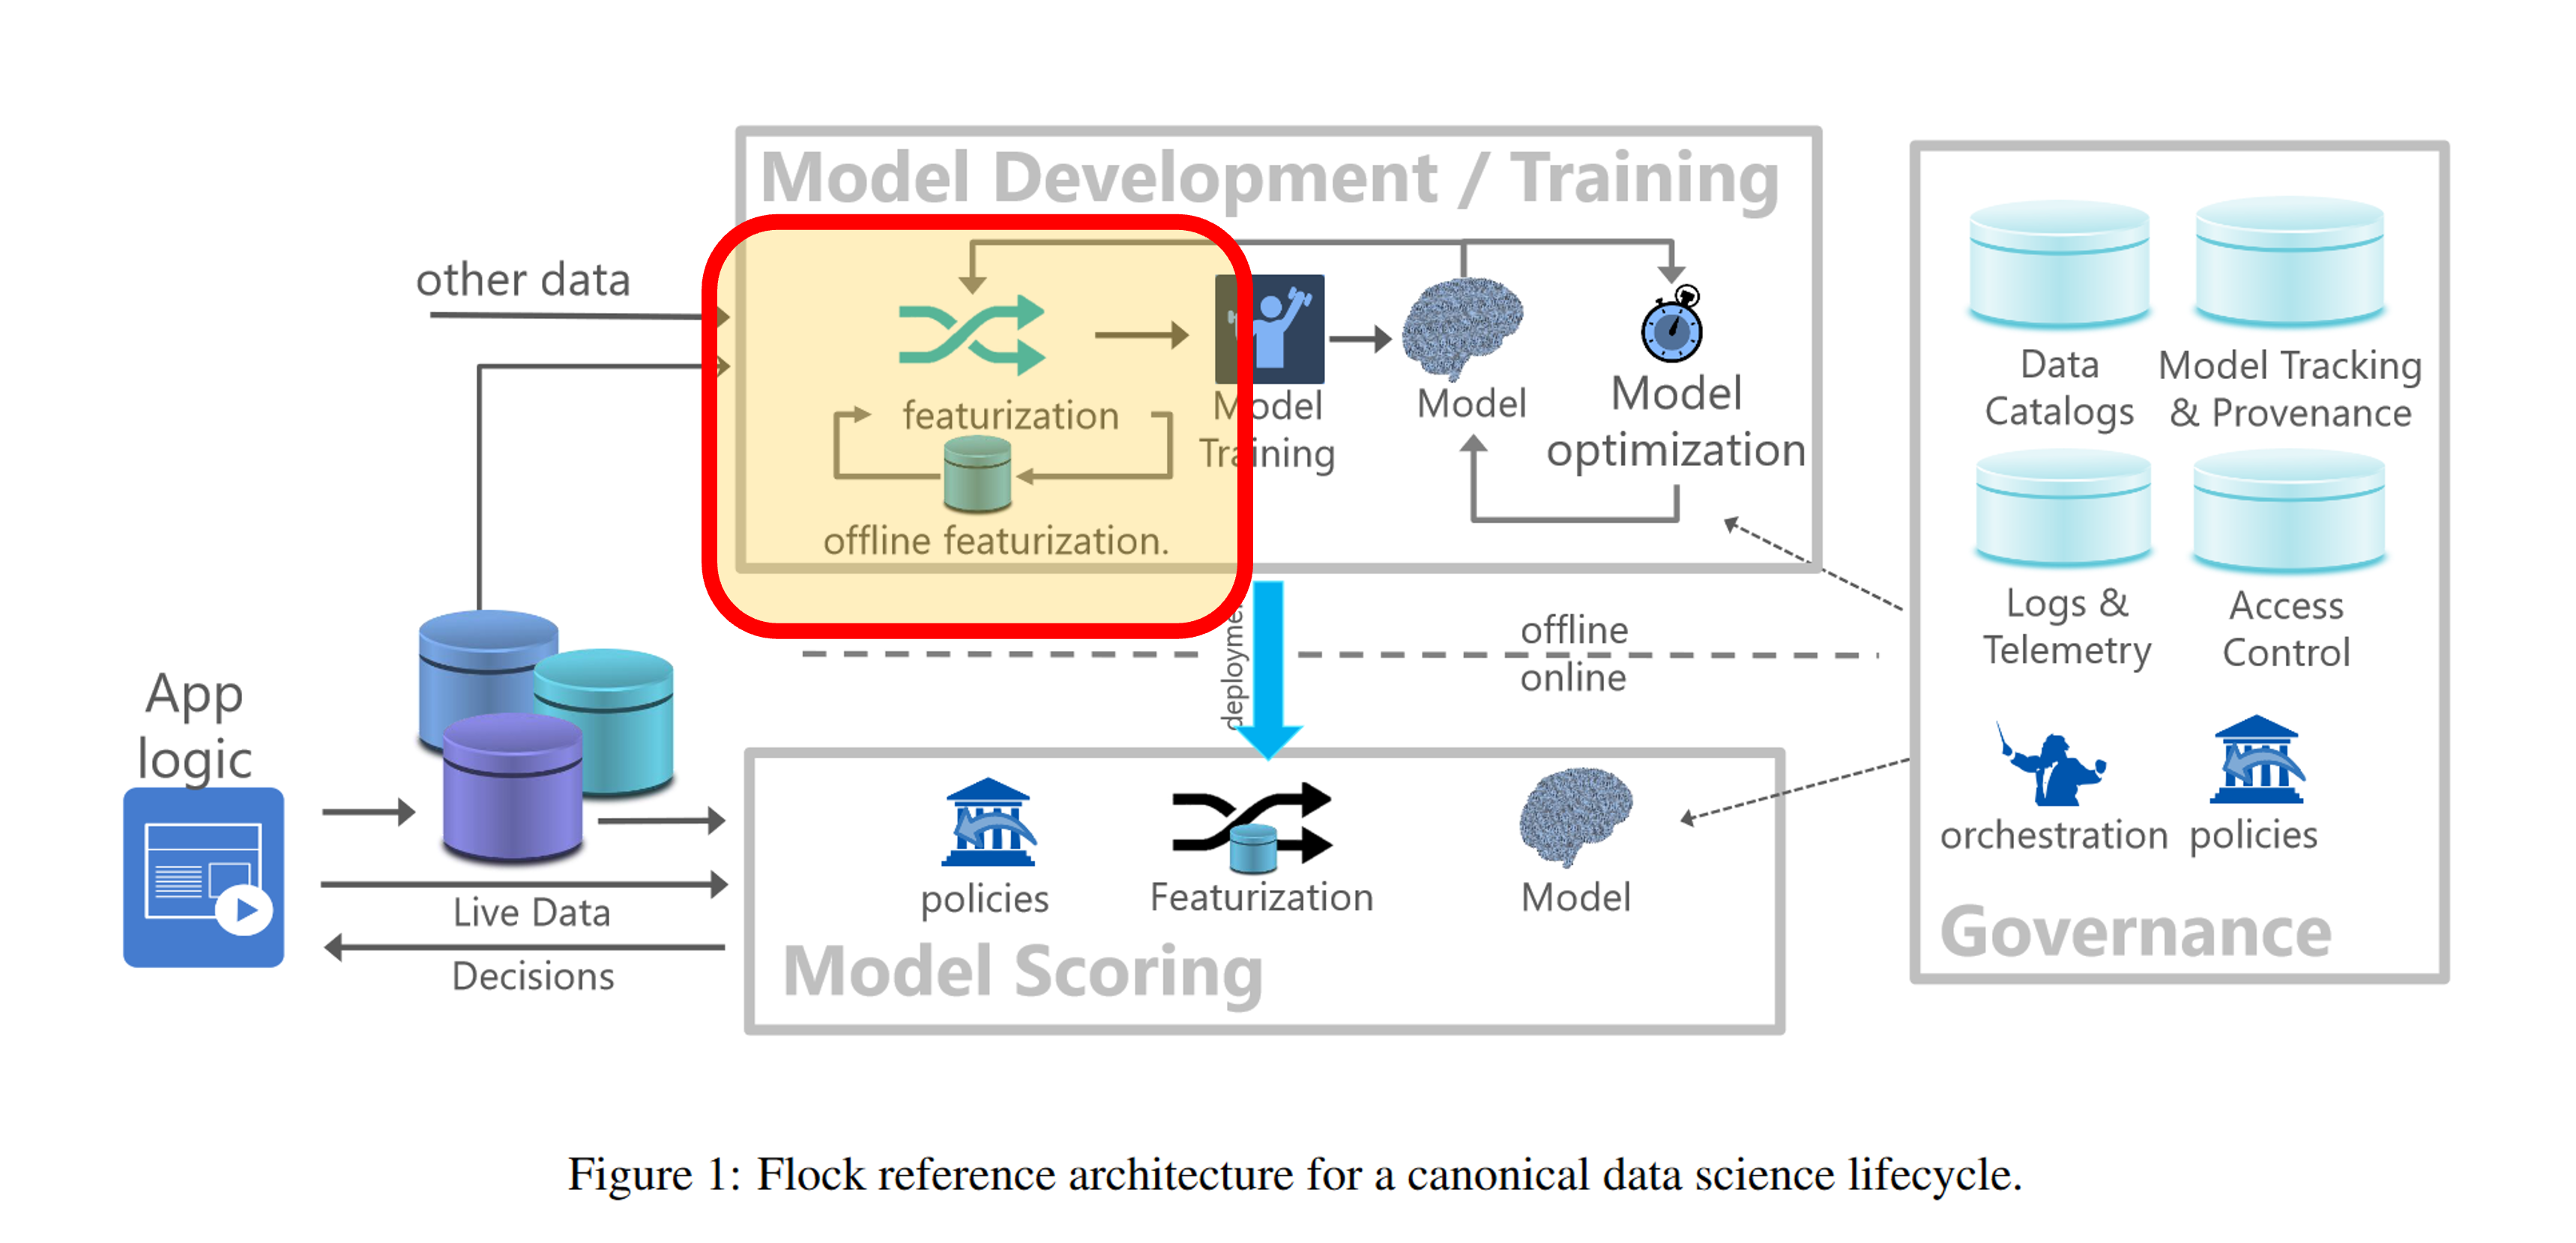 Model Development / Training
other data
featurization
offline featurization.
Model
Training
Model
Model
optimization
Data
Catalogs
Model Tracking
& Provenance
Logs &
Telemetry
Access
Control
orchestration
policies
Governance
offline
online
App
logic
Live Data
Decisions
policies
Featurization
Model
Model Scoring
Figure 1: Flock reference architecture for a canonical data science lifecycle.